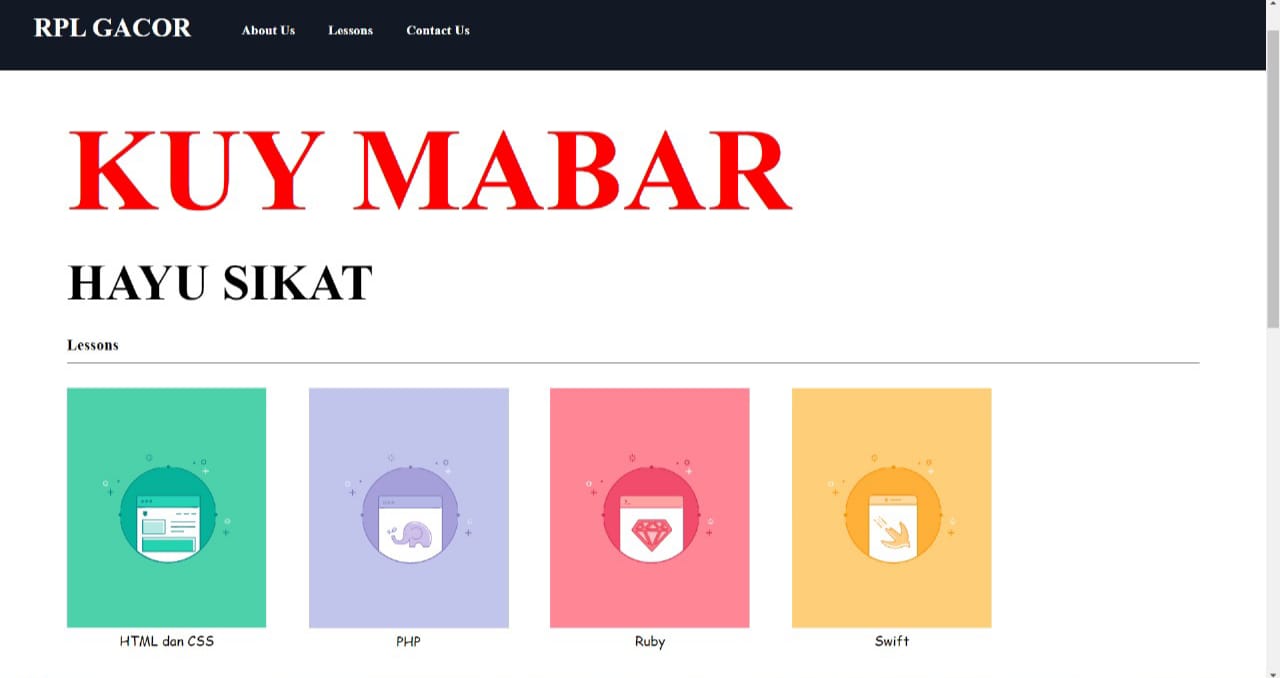 RPL GACOR About Us Lessons Contact Us
KUY MABAR
HAYU SIKAT
Lessons
HTML dan CSS PHP Ruby Swift